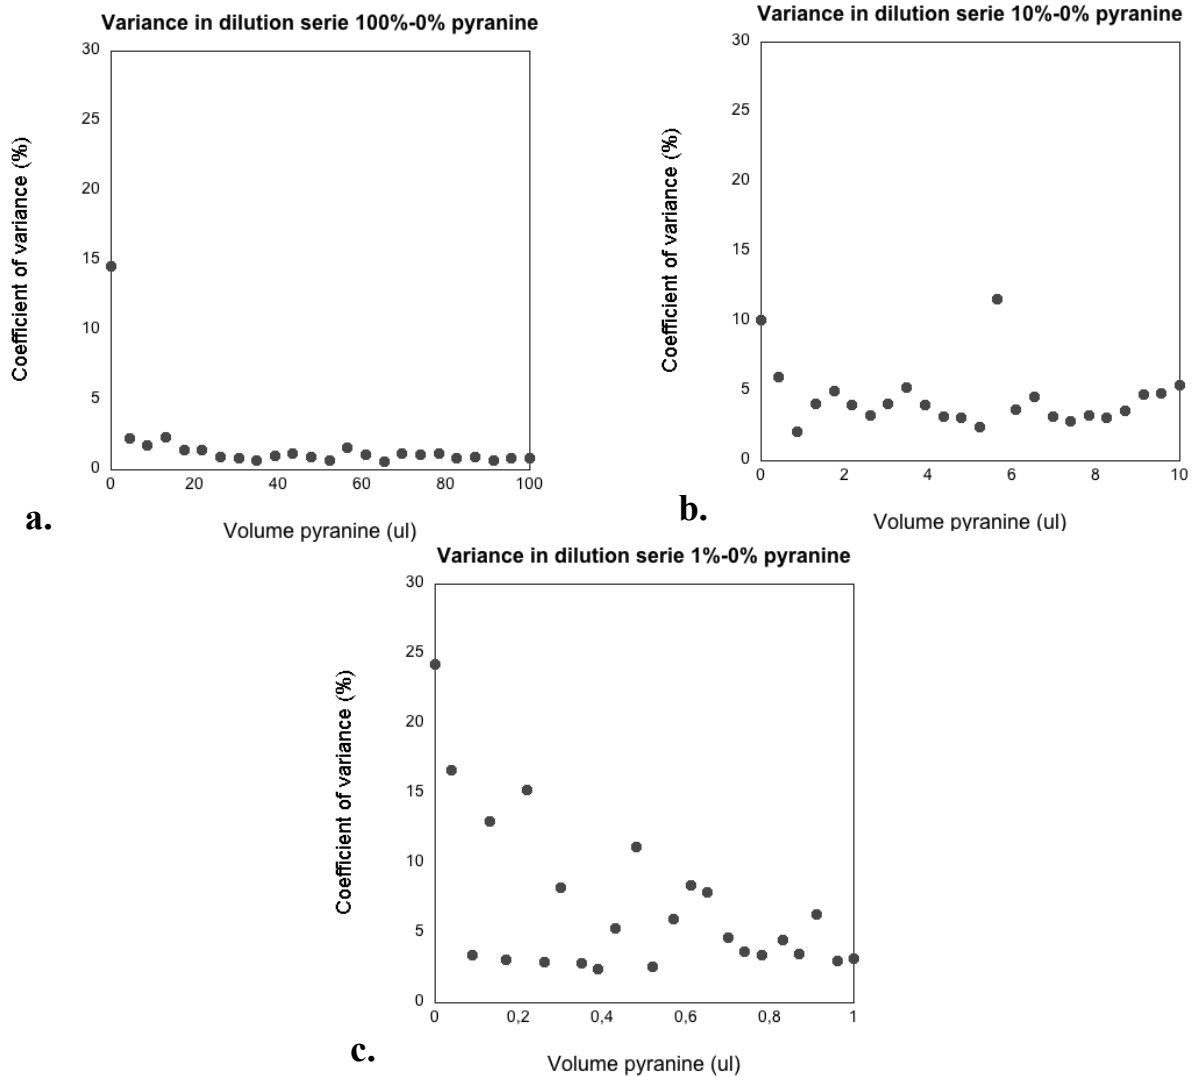 Variance in dilution serie 100%-0% pyranine
30
25
20
15
10
5
0
0 20 40 60 80 100
Coefficient of variance (%)
Volume pyranine (ul)
a.
Variance in dilution serie 10%-0% pyranine
30
25
20
15
10
5
0
0 2 4 6 8 10
Coefficient of variance (%)
Volume pyranine (ul)
b.
Variance in dilution serie 1%-0% pyranine
30
25
20
15
10
5
0
0 0,2 0,4 0,6 0,8 1
Coefficient of variance (%)
Volume pyranine (ul)
c.